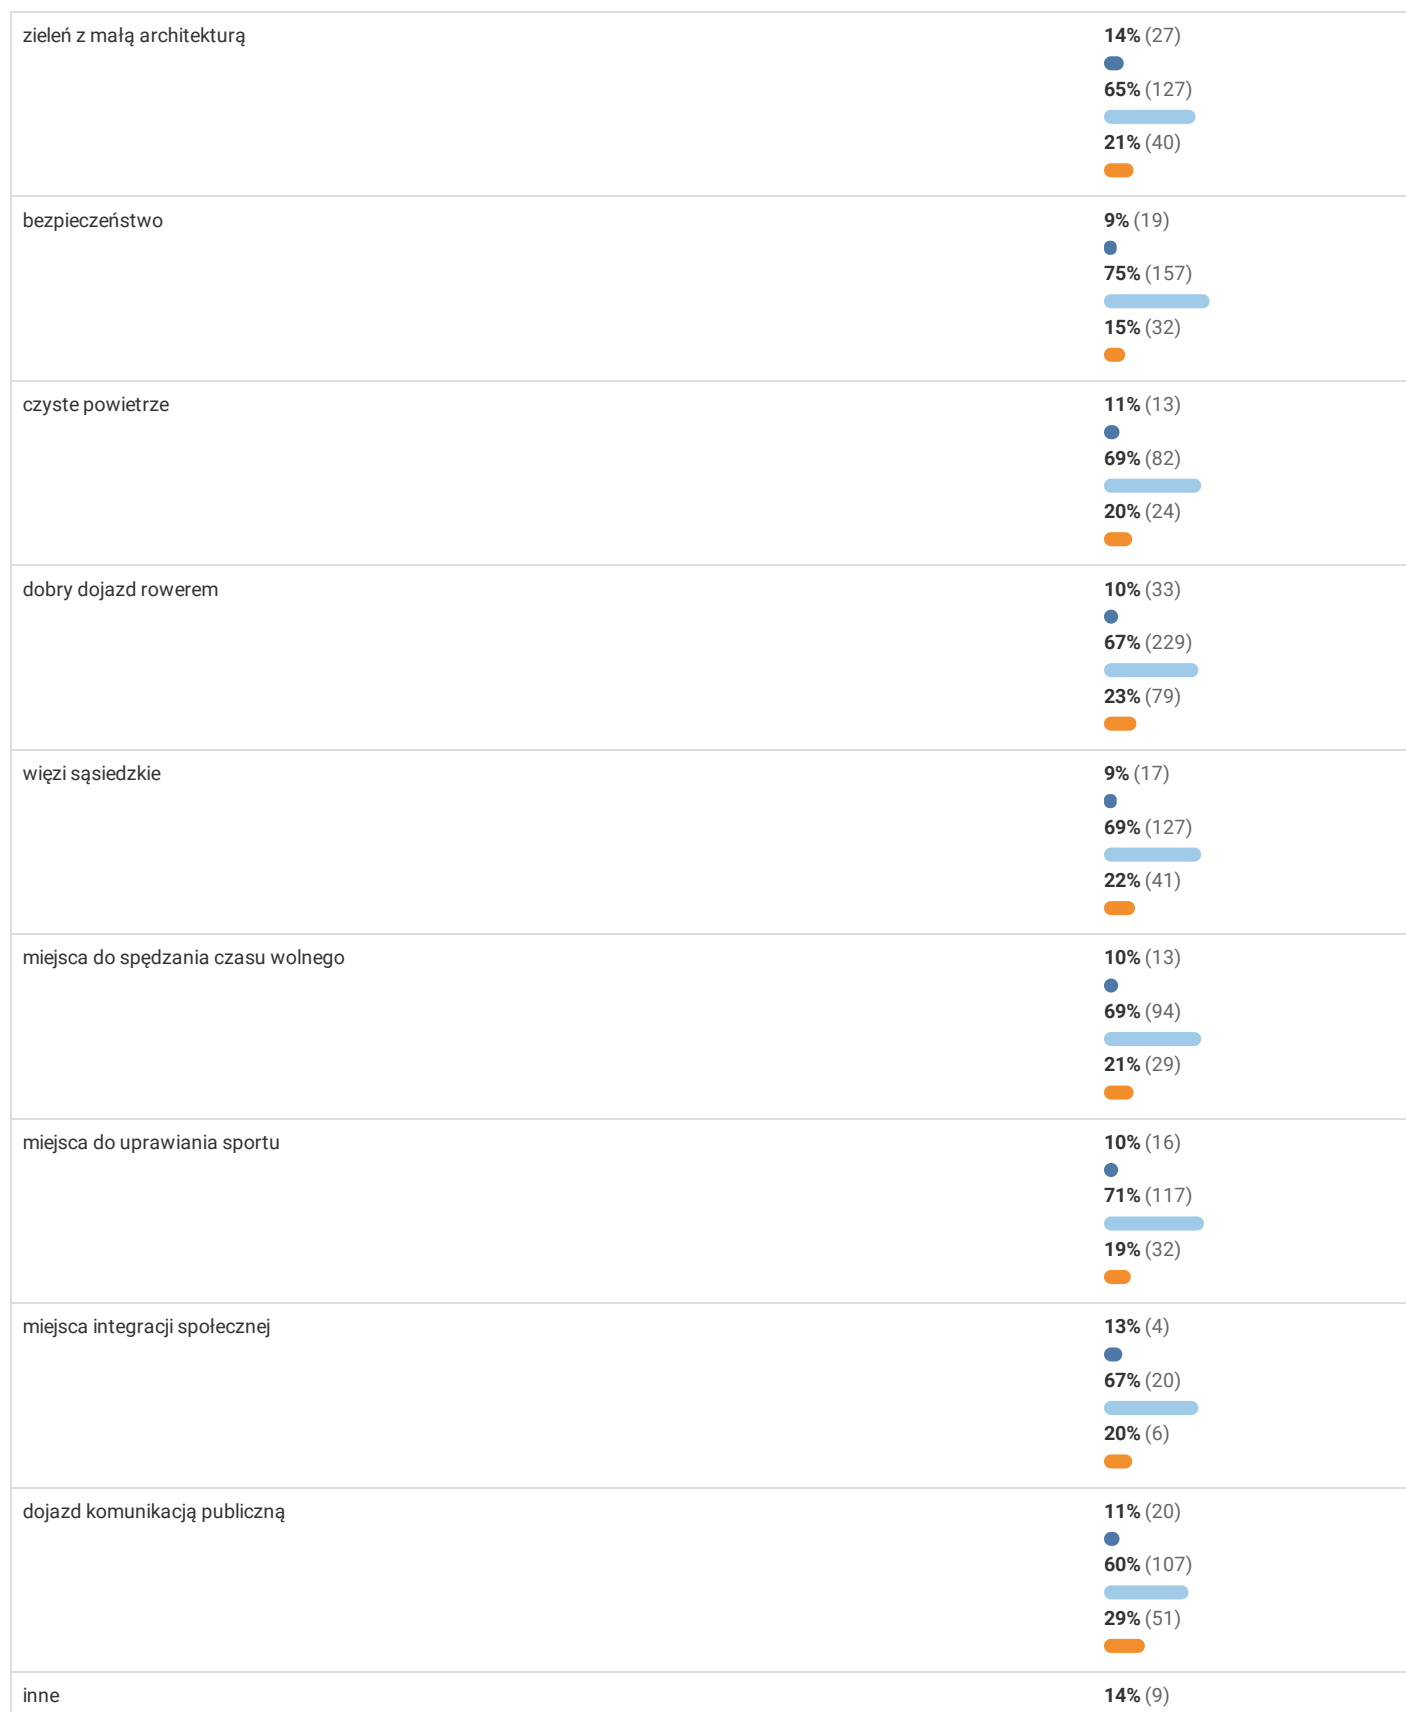 zieleń z małą architekturą
14% (27)
65% (127)
21% (40)
bezpieczeństwo
9% (19)
75% (157)
15% (32)
czyste powietrze
11% (13)
69% (82)
20% (24)
dobry dojazd rowerem
10% (33)
67% (229)
23% (79)
więzi sąsiedzkie
9% (17)
69% (127)
22% (41)
miejsca do spędzania czasu wolnego
10% (13)
69% (94)
21% (29)
miejsca do uprawiania sportu
10% (16)
71% (117)
19% (32)
miejsca integracji społecznej
13% (4)
67% (20)
20% (6)
dojazd komunikacją publiczną
11% (20)
60% (107)
29% (51)
inne
14% (9)